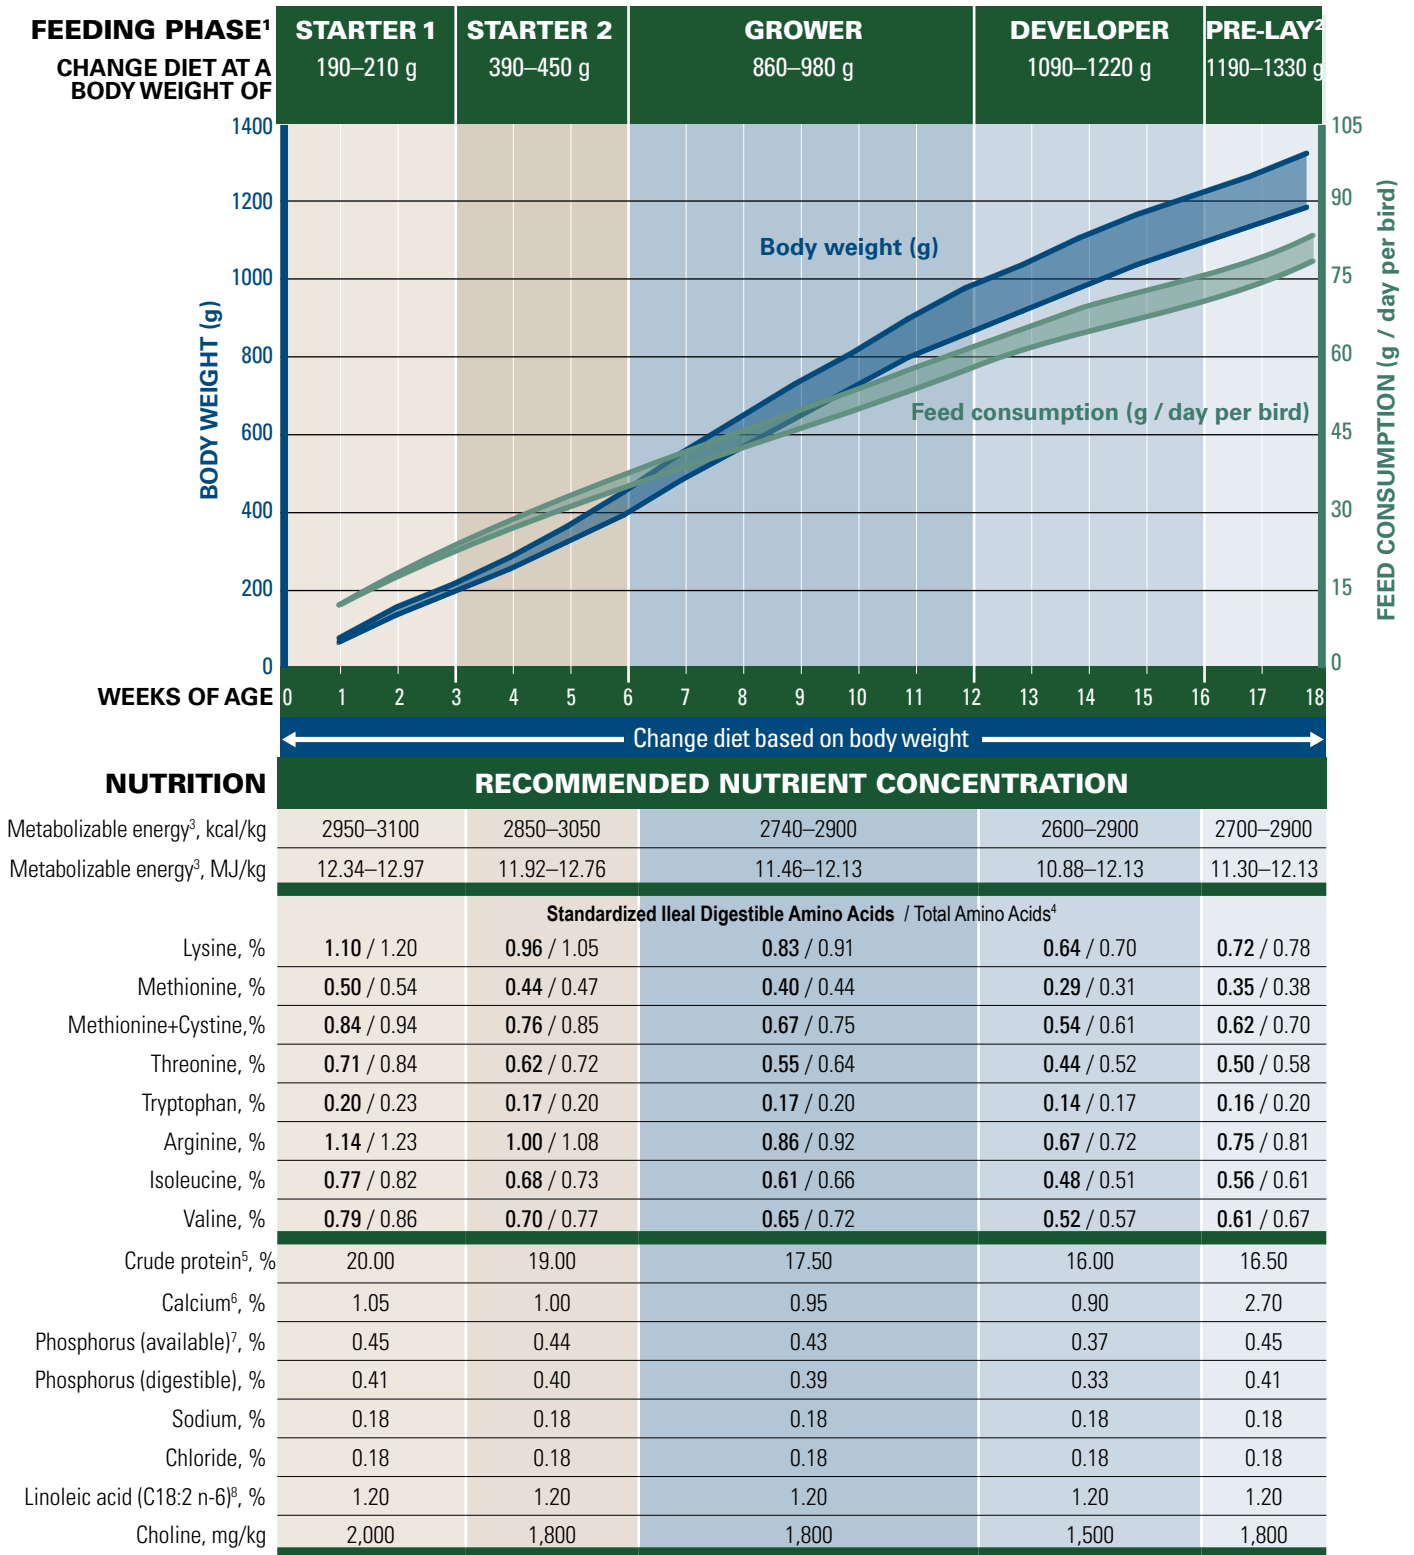 FEEDING PHASE¹ STARTER 1 STARTER 2 GROWER DEVELOPER PRE-LAY²
CHANGE DIET AT A
BODY WEIGHT OF 190–210 g 390–450 g 860–980 g 1090–1220 g 1190–1330 g
1400 105
1200 90
Body weight (g)
1000 75
800 60
Feed consumption (g / day per bird)
600 45
400 30
200 15
0 0
BODY WEIGHT (g)
FEED CONSUMPTION (g / day per bird)
WEEKS OF AGE 0 1 2 3 4 5 6 7 8 9 10 11 12 13 14 15 16 17 18
Change diet based on body weight
NUTRITION RECOMMENDED NUTRIENT CONCENTRATION
Metabolizable energy³, kcal/kg 2950–3100 2850–3050 2740–2900 2600–2900 2700–2900
Metabolizable energy³, MJ/kg 12.34–12.97 11.92–12.76 11.46–12.13 10.88–12.13 11.30–12.13
Standardized Ileal Digestible Amino Acids / Total Amino Acids⁴
Lysine, % 1.10 / 1.20 0.96 / 1.05 0.83 / 0.91 0.64 / 0.70 0.72 / 0.78
Methionine, % 0.50 / 0.54 0.44 / 0.47 0.40 / 0.44 0.29 / 0.31 0.35 / 0.38
Methionine+Cystine,% 0.84 / 0.94 0.76 / 0.85 0.67 / 0.75 0.54 / 0.61 0.62 / 0.70
Threonine, % 0.71 / 0.84 0.62 / 0.72 0.55 / 0.64 0.44 / 0.52 0.50 / 0.58
Tryptophan, % 0.20 / 0.23 0.17 / 0.20 0.17 / 0.20 0.14 / 0.17 0.16 / 0.20
Arginine, % 1.14 / 1.23 1.00 / 1.08 0.86 / 0.92 0.67 / 0.72 0.75 / 0.81
Isoleucine, % 0.77 / 0.82 0.68 / 0.73 0.61 / 0.66 0.48 / 0.51 0.56 / 0.61
Valine, % 0.79 / 0.86 0.70 / 0.77 0.65 / 0.72 0.52 / 0.57 0.61 / 0.67
Crude protein⁵, % 20.00 19.00 17.50 16.00 16.50
Calcium⁶, % 1.05 1.00 0.95 0.90 2.70
Phosphorus (available)⁷, % 0.45 0.44 0.43 0.37 0.45
Phosphorus (digestible), % 0.41 0.40 0.39 0.33 0.41
Sodium, % 0.18 0.18 0.18 0.18 0.18
Chloride, % 0.18 0.18 0.18 0.18 0.18
Linoleic acid (C18:2 n-6)⁸, % 1.20 1.20 1.20 1.20 1.20
Choline, mg/kg 2,000 1,800 1,800 1,500 1,800